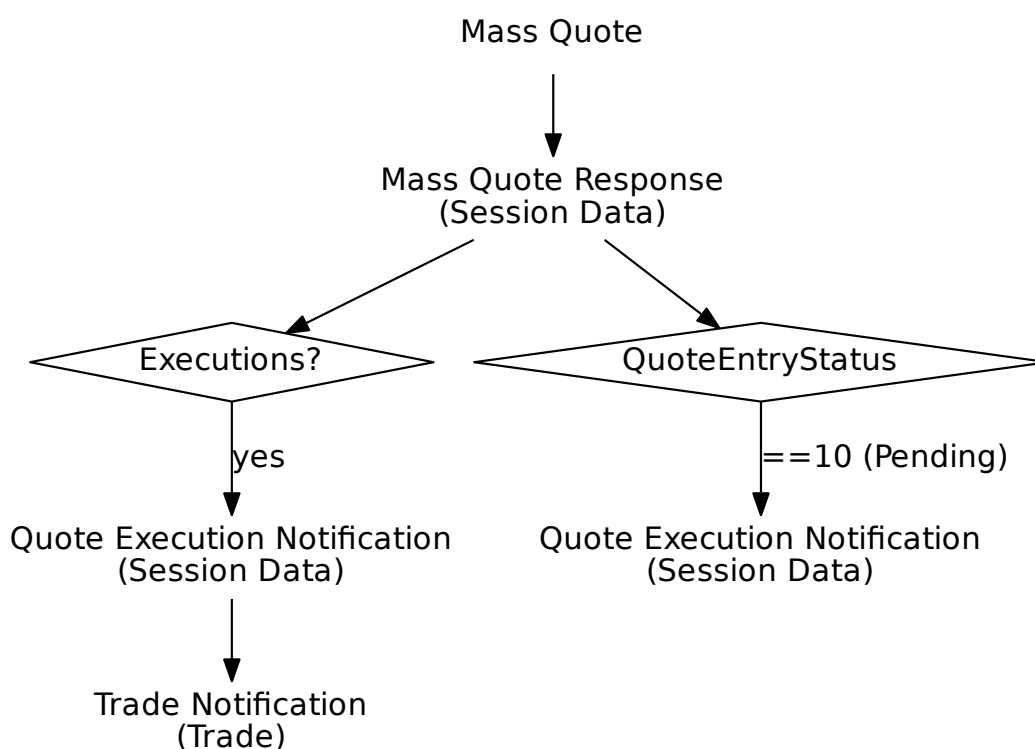 Mass Quote
Mass Quote Response
(Session Data)
Executions?
QuoteEntryStatus
yes
==10 (Pending)
Quote Execution Notification
(Session Data)
Quote Execution Notification
(Session Data)
Trade Notification
(Trade)